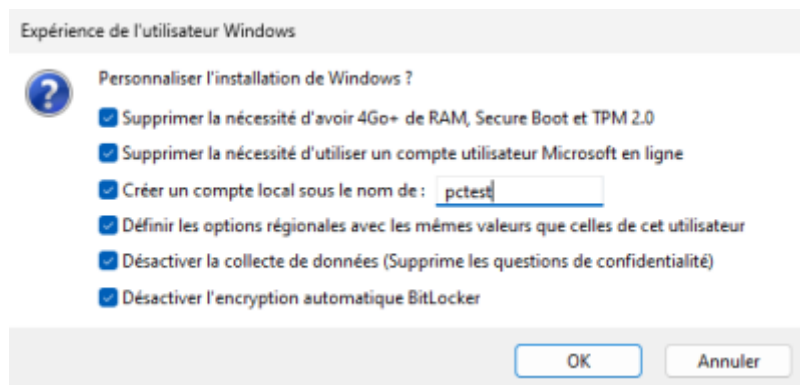 Expérience de l'utilisateur Windows
Personnaliser l'installation de Windows ?
Supprimer la nécessité d'avoir 4Go+ de RAM, Secure Boot et TPM 2.0
Supprimer la nécessité d'utiliser un compte utilisateur Microsoft en ligne
Créer un compte local sous le nom de : pctest
Définir les options régionales avec les mêmes valeurs que celles de cet utilisateur
Désactiver la collecte de données (Supprime les questions de confidentialité)
Désactiver l'encryption automatique BitLocker
OK Annuler